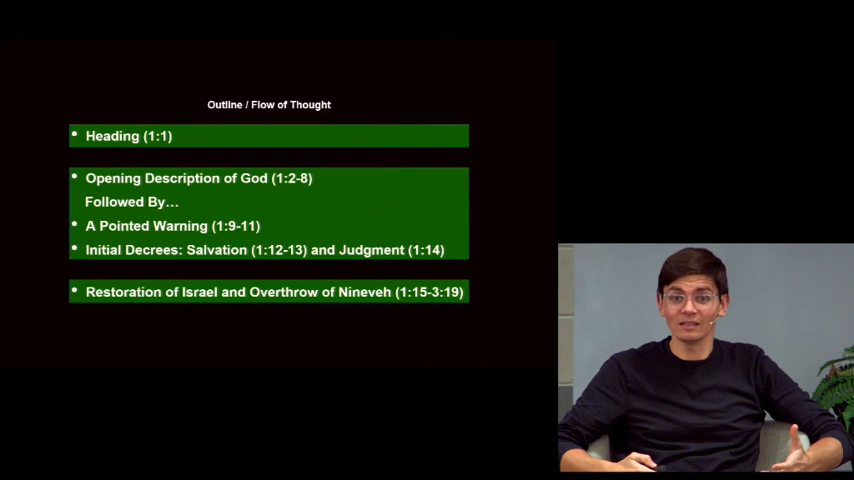 Outline / Flow of Thought
• Heading (1:1)
• Opening Description of God (1:2-8)
Followed By…
• A Pointed Warning (1:9-11)
• Initial Decrees: Salvation (1:12-13) and Judgment (1:14)
• Restoration of Israel and Overthrow of Nineveh (1:15-3:19)